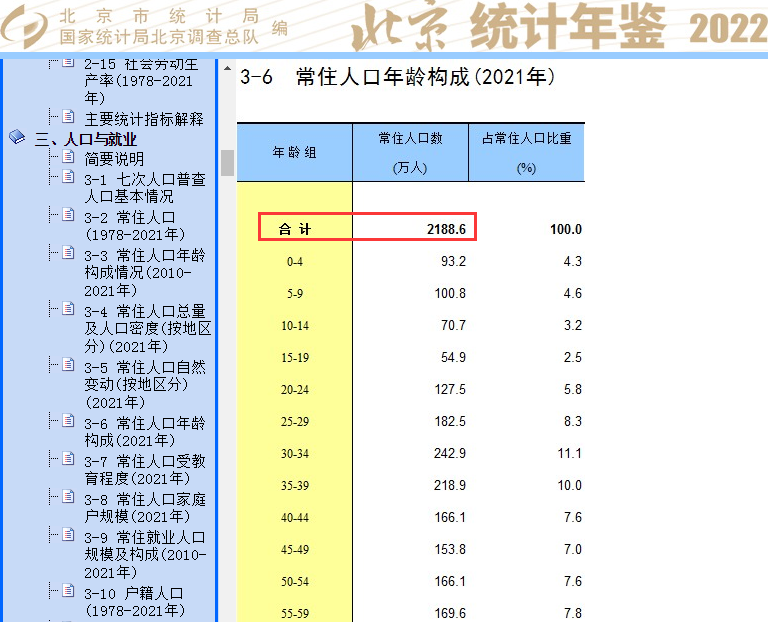 北京市统计局
国家统计局北京调查总队 编
北京 统计年鉴 2022
2-15 社会劳动生
产率(1978-2021
年)
主要统计指标解释
三、人口与就业
简要说明
3-1 七次人口普查
人口基本情况
3-2 常住人口
(1978-2021年)
3-3 常住人口年龄
构成情况(2010-
2021年)
3-4 常住人口总量
及人口密度(按地区
分)(2021年)
3-5 常住人口自然
变动(按地区分)
(2021年)
3-6 常住人口年龄
构成(2021年)
3-7 常住人口受教
育程度(2021年)
3-8 常住人口家庭
户规模(2021年)
3-9 常住就业人口
规模及构成(2010-
2021年)
3-10 户籍人口
(1978-2021年)
3-6 常住人口年龄构成(2021年)
年龄组 常住人口数 占常住人口比重
(万人) (%)
合计 2188.6 100.0
0-4 93.2 4.3
5-9 100.8 4.6
10-14 70.7 3.2
15-19 54.9 2.5
20-24 127.5 5.8
25-29 182.5 8.3
30-34 242.9 11.1
35-39 218.9 10.0
40-44 166.1 7.6
45-49 153.8 7.0
50-54 166.1 7.6
55-59 169.6 7.8